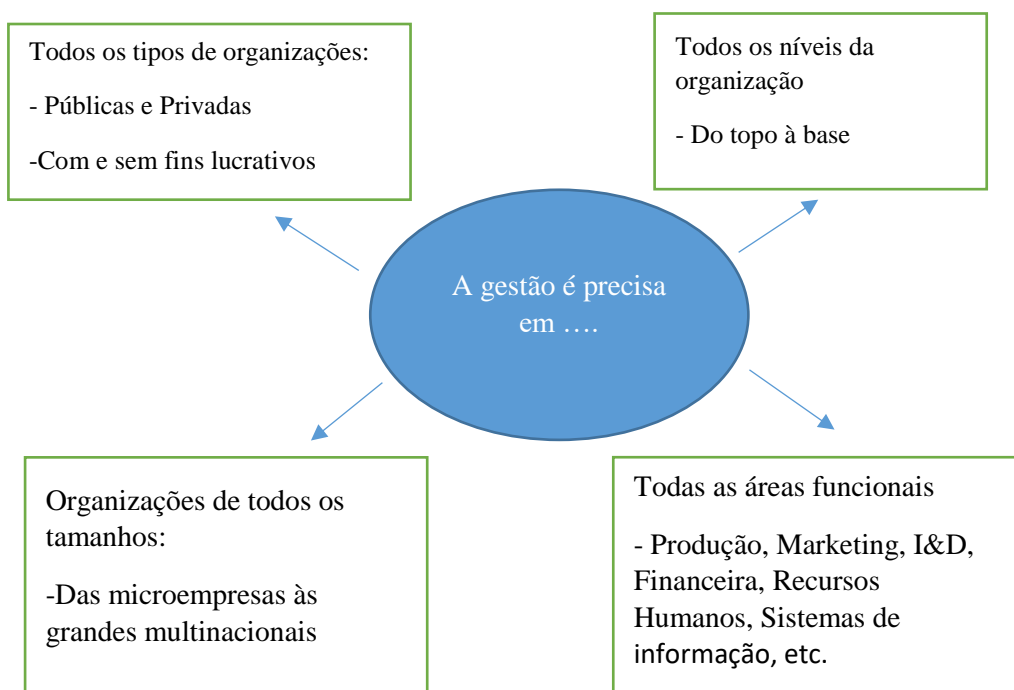 Todos os tipos de organizações:
- Públicas e Privadas
-Com e sem fins lucrativos
Todos os níveis da
organização
- Do topo à base
A gestão é precisa
em ….
Organizações de todos os
tamanhos:
-Das microempresas às
grandes multinacionais
Todas as áreas funcionais
- Produção, Marketing, I&D,
Financeira, Recursos
Humanos, Sistemas de
informação, etc.